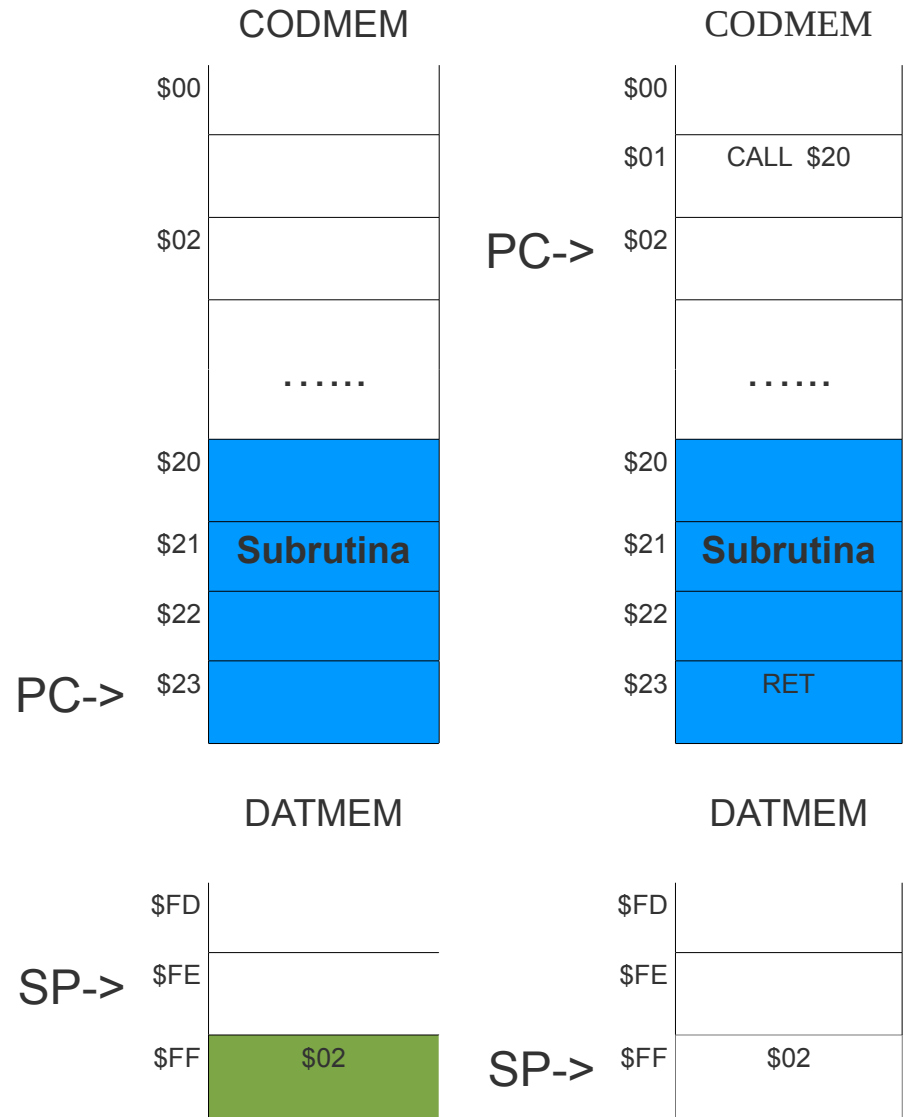 CODMEM CODMEM
$00 $00
$01 CALL $20
$02 PC-> $02
...... ......
$20 $20
$21 Subrutina $21 Subrutina
$22 $22
PC-> $23 $23 RET
DATMEM DATMEM
$FD $FD
SP-> $FE $FE
$FF $02 SP-> $FF $02